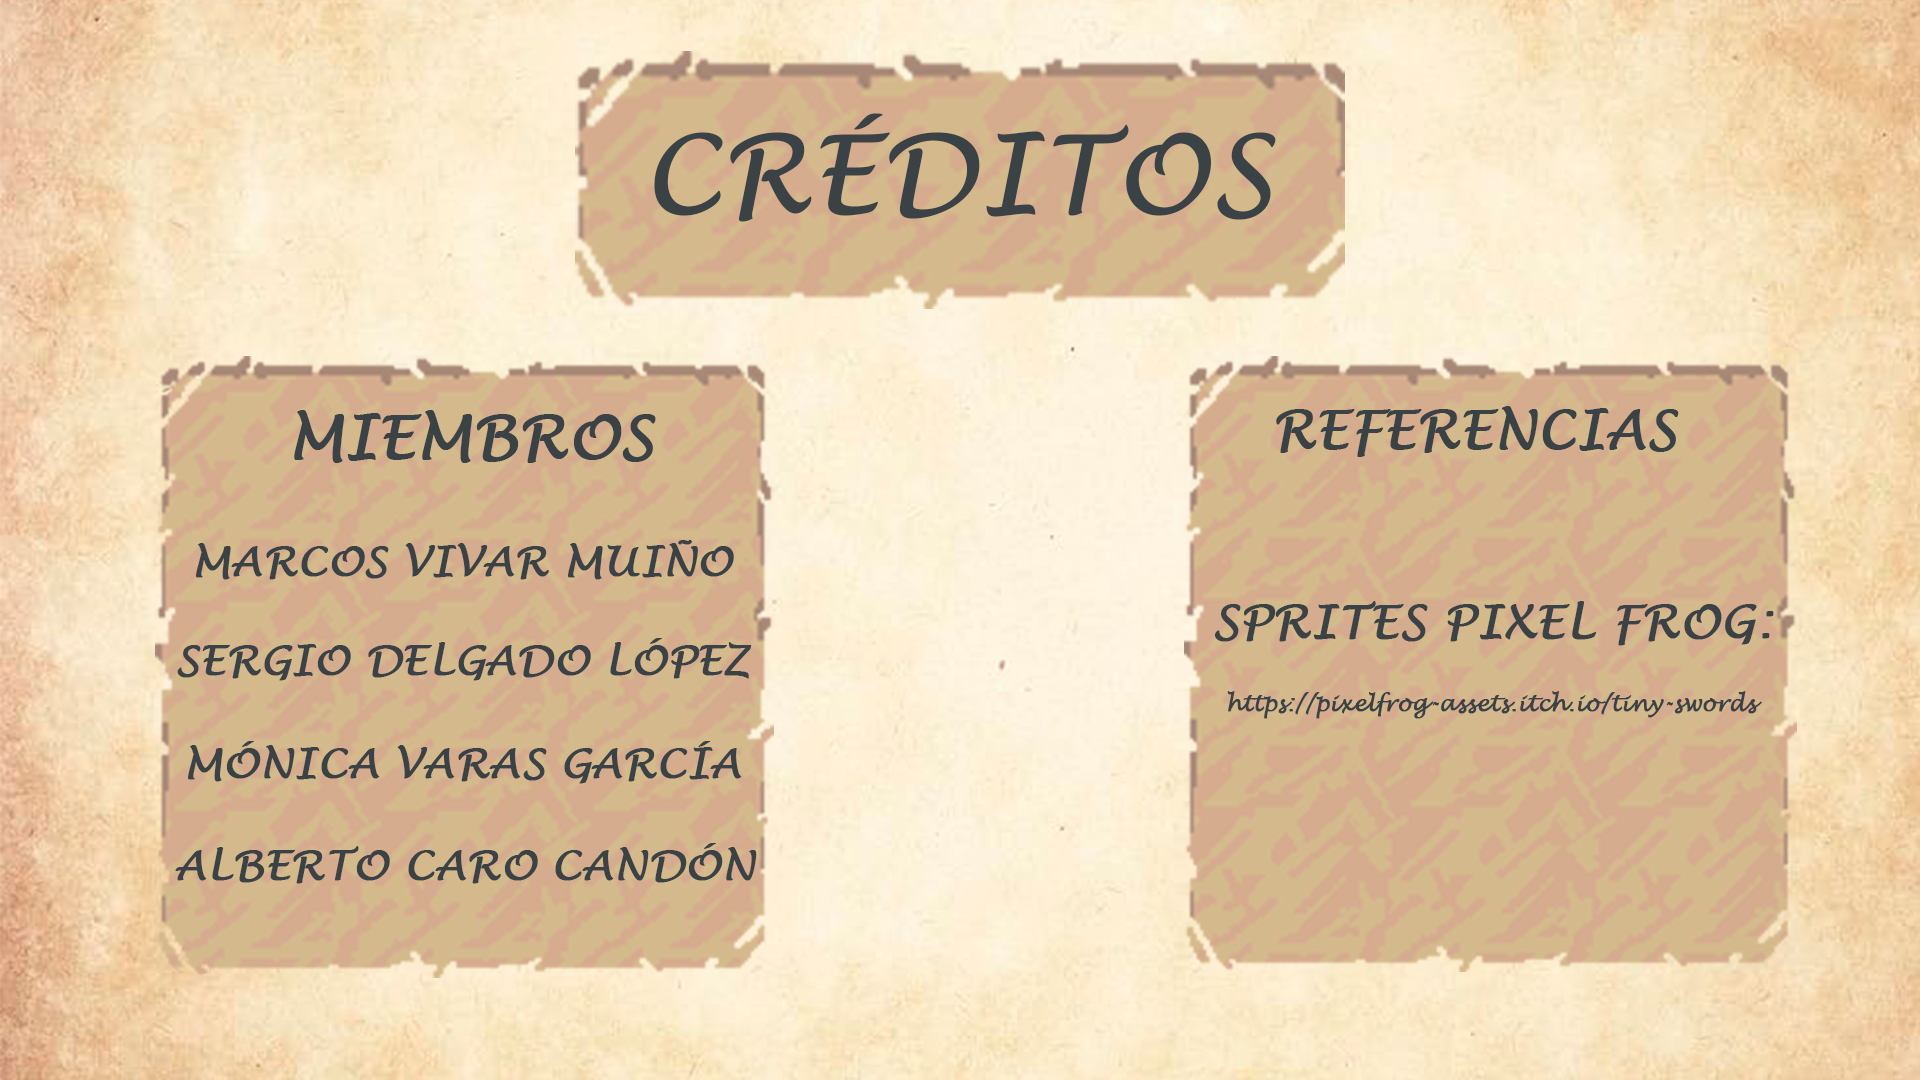 CRÉDITOS
MIEMBROS
MARCOS VIVAR MUIÑO
SERGIO DELGADO LÓPEZ
MÓNICA VARAS GARCÍA
ALBERTO CARO CANDÓN
REFERENCIAS
SPRITES PIXEL FROG:
https://pixelfrog-assets.itch.io/tiny-swords